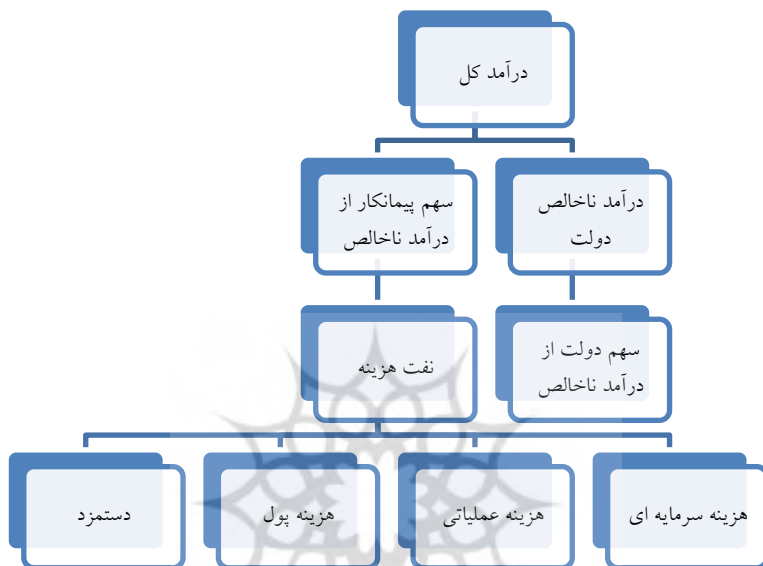 درآمد کل
درآمد ناخالص
دولت
سهم پیمانکار از
درآمد ناخالص
سهم دولت از
درآمد ناخالص
نفت هزینه
هزینه سرمایه ای
هزینه عملیاتی
هزینه پول
دستمزد